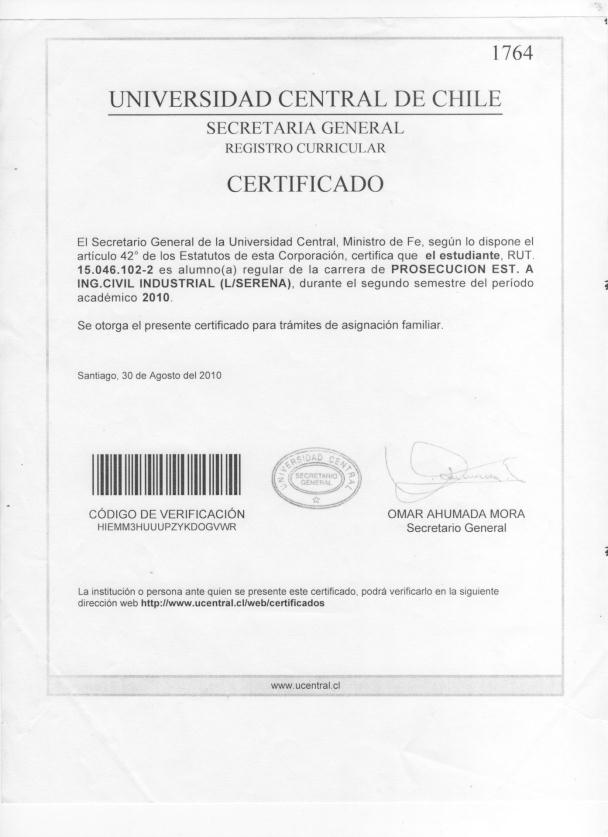 1764
UNIVERSIDAD CENTRAL DE CHILE
SECRETARIA GENERAL
REGISTRO CURRICULAR
CERTIFICADO
El Secretario General de la Universidad Central, Ministro de Fe, según lo dispone el
artículo 42° de los Estatutos de esta Corporación, certifica que el estudiante, RUT.
15.046.102-2 es alumno(a) regular de la carrera de PROSECUCION EST. A
ING.CIVIL INDUSTRIAL (L/SERENA), durante el segundo semestre del período
académico 2010.
Se otorga el presente certificado para trámites de asignación familiar.
Santiago, 30 de Agosto del 2010
UNIVERSIDAD CENTRAL
SECRETARIO
GENERAL
CÓDIGO DE VERIFICACIÓN
HIEMM3HUUUPZYKDOGVWR
OMAR AHUMADA MORA
Secretario General
La institución o persona ante quien se presente este certificado, podrá verificarlo en la siguiente
dirección web http://www.ucentral.cl/web/certificados
www.ucentral.cl